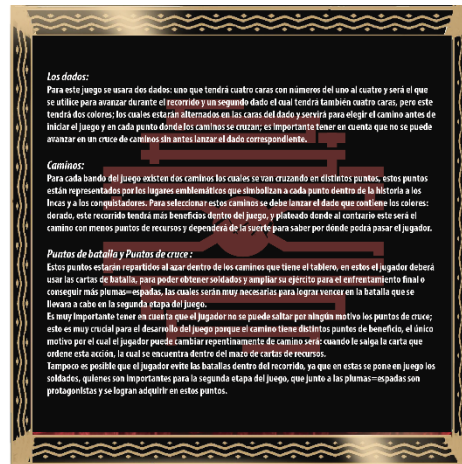 Los dados:
Para este juego se usara dos dados: uno que tendrá cuatro caras con números del uno al cuatro y será el que
se utilice para avanzar durante el recorrido y un segundo dado el cual tendrá también cuatro caras, pero este
tendrá dos colores; los cuales estarán alternados en las caras del dado y servirá para elegir el camino antes de
iniciar el juego y en cada punto donde los caminos se cruzan; es importante tener en cuenta que no se puede
avanzar en un cruce de caminos sin antes lanzar el dado correspondiente.
Caminos:
Para cada bando del juego existen dos caminos los cuales se van cruzando en distintos puntos, estos puntos
están representados por los lugares emblemáticos que simbolizan a cada punto dentro de la historia a los
Incas y a los conquistadores. Para seleccionar estos caminos se debe lanzar el dado que contiene los colores:
dorado, este recorrido tendrá más beneficios dentro del juego, y plateado donde al contrario este será el
camino con menos puntos de recursos y dependerá de la suerte para saber por dónde podrá pasar el jugador.
Puntos de batalla y Puntos de cruce :
Estos puntos estarán repartidos al azar dentro de los caminos que tiene el tablero, en estos el jugador deberá
usar las cartas de batalla, para poder obtener soldados y ampliar su ejército para el enfrentamiento final o
conseguir más plumas=espadas, las cuales serán muy necesarias para lograr vencer en la batalla que se
llevara a cabo en la segunda etapa del juego.
Es muy importante tener en cuenta que el jugador no se puede saltar por ningún motivo los puntos de cruce;
esto es muy crucial para el desarrollo del juego porque el camino tiene distintos puntos de beneficio, el único
motivo por el cual el jugador puede cambiar repentinamente de camino será: cuando le salga la carta que
ordene esta acción, la cual se encuentra dentro del mazo de cartas de recursos.
Tampoco es posible que el jugador evite las batallas dentro del recorrido, ya que en estas se pone en juego los
soldados, quienes son importantes para la segunda etapa del juego, que junto a las plumas=espadas son
protagonistas y se logran adquirir en estos puntos.